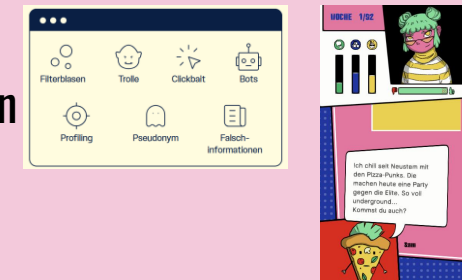 n
Filterblasen
Trolle
Clickbait
Bots
Profiling
Pseudonym
Falsch-
informationen
WOCHE 1/92
Ich chill seit Neustem mit
den Pizza-Punks. Die
machen heute eine Party
gegen die Elite. So voll
underground...
Kommst du auch?